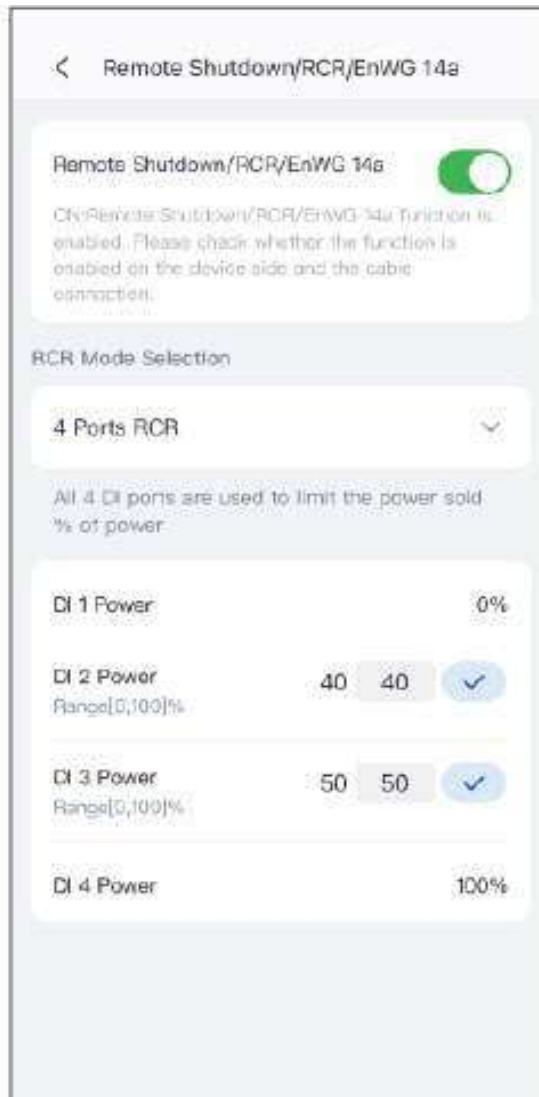 Remote Shutdown/RCR/EnWG 14a
Remote Shutdown/RCR/EnWG 14a
ON:Remote Shutdown/RCR/EnWG 14a function is
enabled. Please check whether the function is
enabled on the device side and the cable
connection.
RCR Mode Selection
4 Ports RCR
All 4 DI ports are used to limit the power sold
% of power
DI 1 Power 0%
DI 2 Power 40 40
Range[0,100]%
DI 3 Power 50 50
Range[0,100]%
DI 4 Power 100%